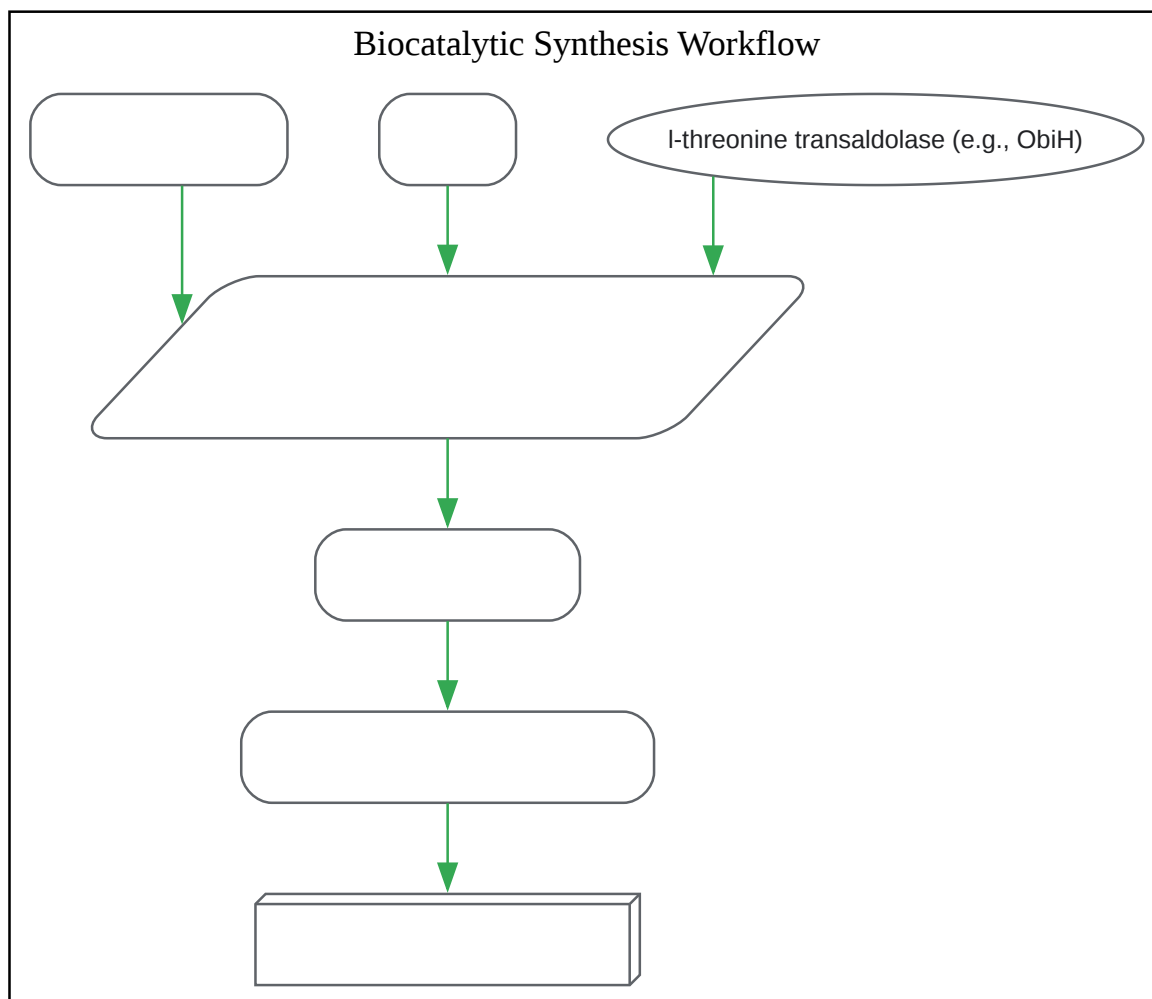 Biocatalytic Synthesis Workflow
l-threonine transaldolase (e.g., ObiH)